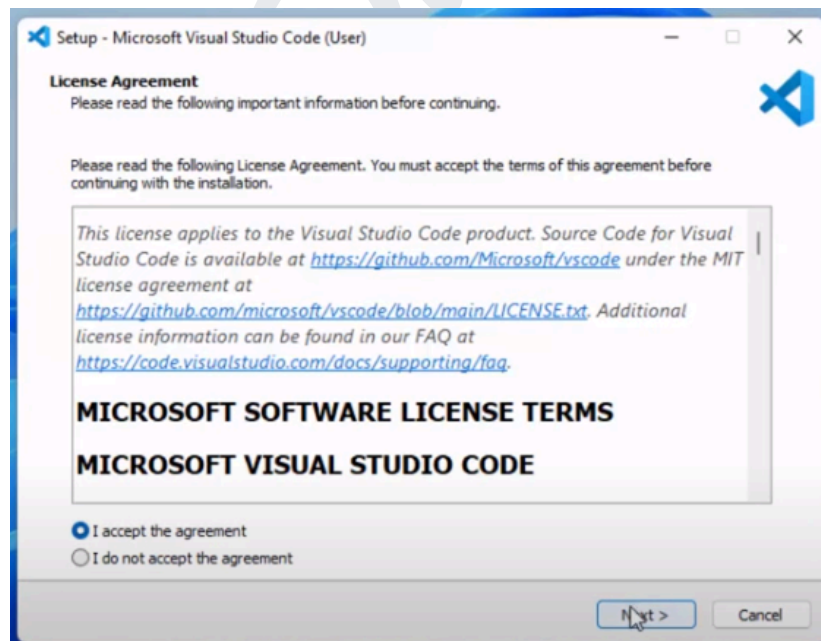 Setup - Microsoft Visual Studio Code (User)
License Agreement
Please read the following important information before continuing.
Please read the following License Agreement. You must accept the terms of this agreement before
continuing with the installation.
This license applies to the Visual Studio Code product. Source Code for Visual
Studio Code is available at https://github.com/Microsoft/vscode under the MIT
license agreement at
https://github.com/microsoft/vscode/blob/main/LICENSE.txt. Additional
license information can be found in our FAQ at
https://code.visualstudio.com/docs/supporting/faq.
MICROSOFT SOFTWARE LICENSE TERMS
MICROSOFT VISUAL STUDIO CODE
I accept the agreement
I do not accept the agreement
Next >
Cancel